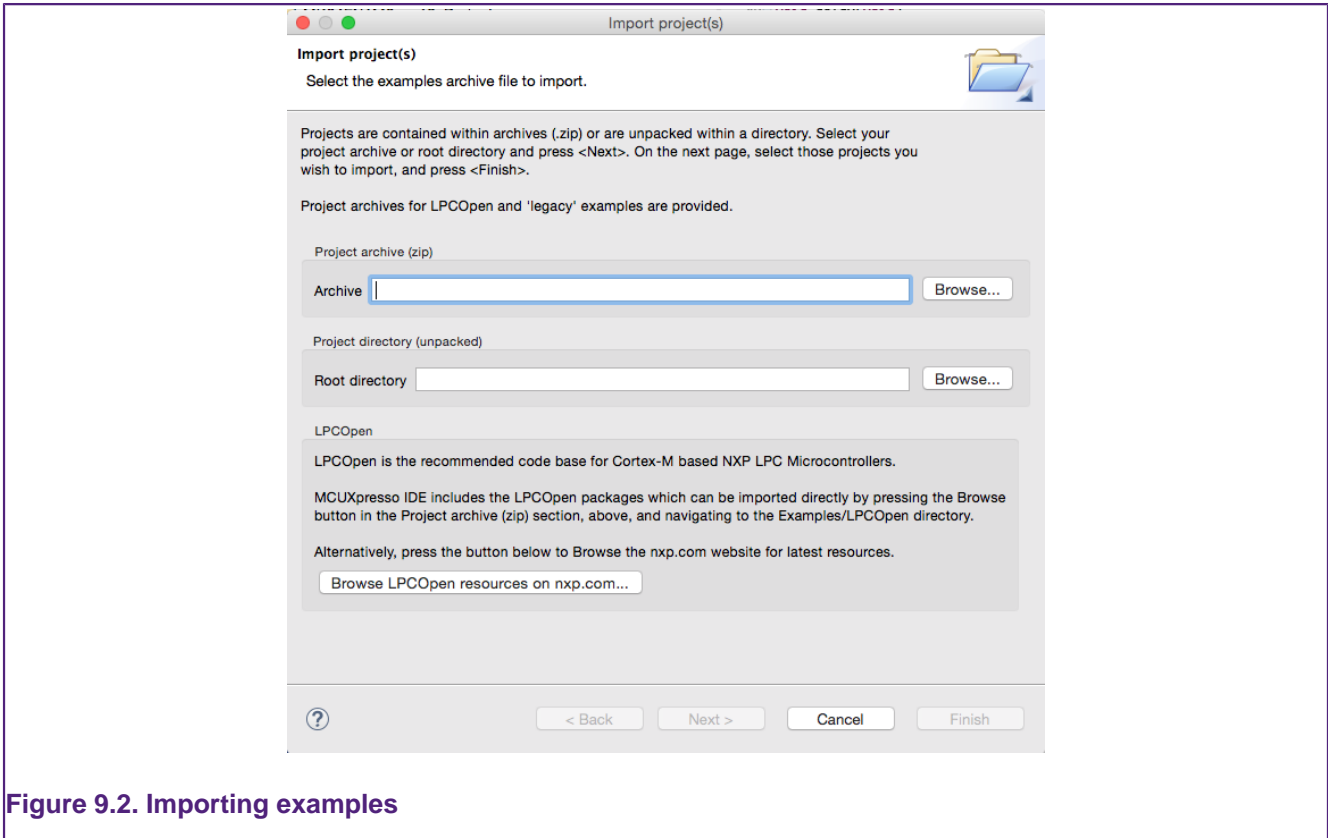 Import project(s)
Import project(s)
Select the examples archive file to import.
Projects are contained within archives (.zip) or are unpacked within a directory. Select your
project archive or root directory and press <Next>. On the next page, select those projects you
wish to import, and press <Finish>.
Project archives for LPCOpen and 'legacy' examples are provided.
Project archive (zip)
Archive
Browse...
Project directory (unpacked)
Root directory
Browse...
LPCOpen
LPCOpen is the recommended code base for Cortex-M based NXP LPC Microcontrollers.
MCUXpresso IDE includes the LPCOpen packages which can be imported directly by pressing the Browse
button in the Project archive (zip) section, above, and navigating to the Examples/LPCOpen directory.
Alternatively, press the button below to Browse the nxp.com website for latest resources.
Browse LPCOpen resources on nxp.com...
?
< Back
Next >
Cancel
Finish
Figure 9.2. Importing examples